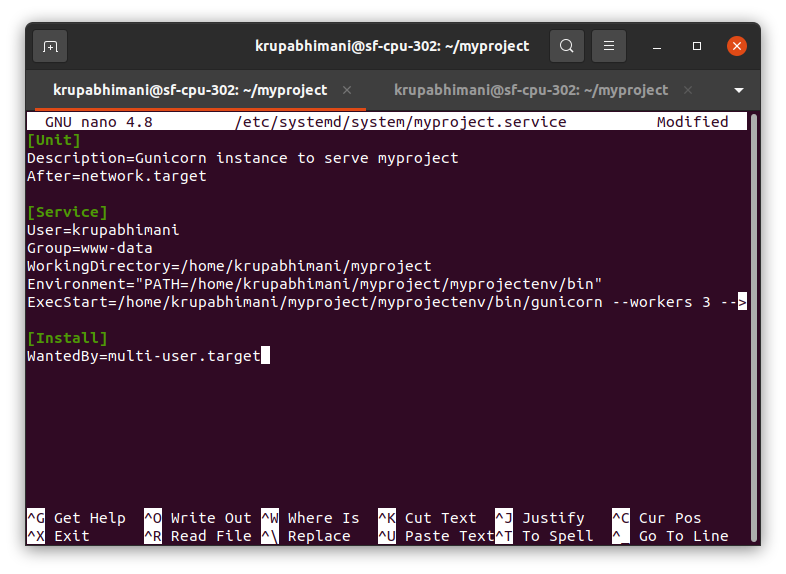 krupabhimani@sf-cpu-302: ~/myproject
krupabhimani@sf-cpu-302: ~/myproject × krupabhimani@sf-cpu-302: ~/myproject ×
GNU nano 4.8 /etc/systemd/system/myproject.service Modified
[Unit]
Description=Gunicorn instance to serve myproject
After=network.target
[Service]
User=krupabhimani
Group=www-data
WorkingDirectory=/home/krupabhimani/myproject
Environment="PATH=/home/krupabhimani/myproject/myprojectenv/bin"
ExecStart=/home/krupabhimani/myproject/myprojectenv/bin/gunicorn --workers 3 -->
[Install]
WantedBy=multi-user.target
^G Get Help ^O Write Out ^W Where Is ^K Cut Text ^J Justify ^C Cur Pos
^X Exit ^R Read File ^\ Replace ^U Paste Text ^T To Spell ^_ Go To Line